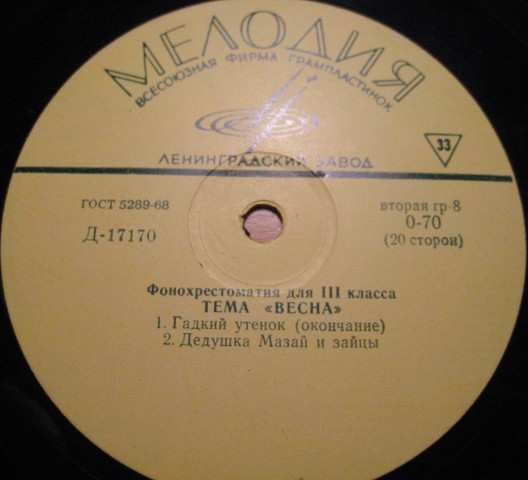 МЕЛОДИЯ
ВСЕСОЮЗНАЯ ФИРМА ГРАМПЛАСТИНОК
33
ЛЕНИНГРАДСКИЙ ЗАВОД
ГОСТ 5289-68
вторая гр-8
Д-17170
0-70
(20 сторон)
Фонохрестоматия для III класса
ТЕМА «ВЕСНА»
1. Гадкий утенок (окончание)
2. Дедушка Мазай и зайцы